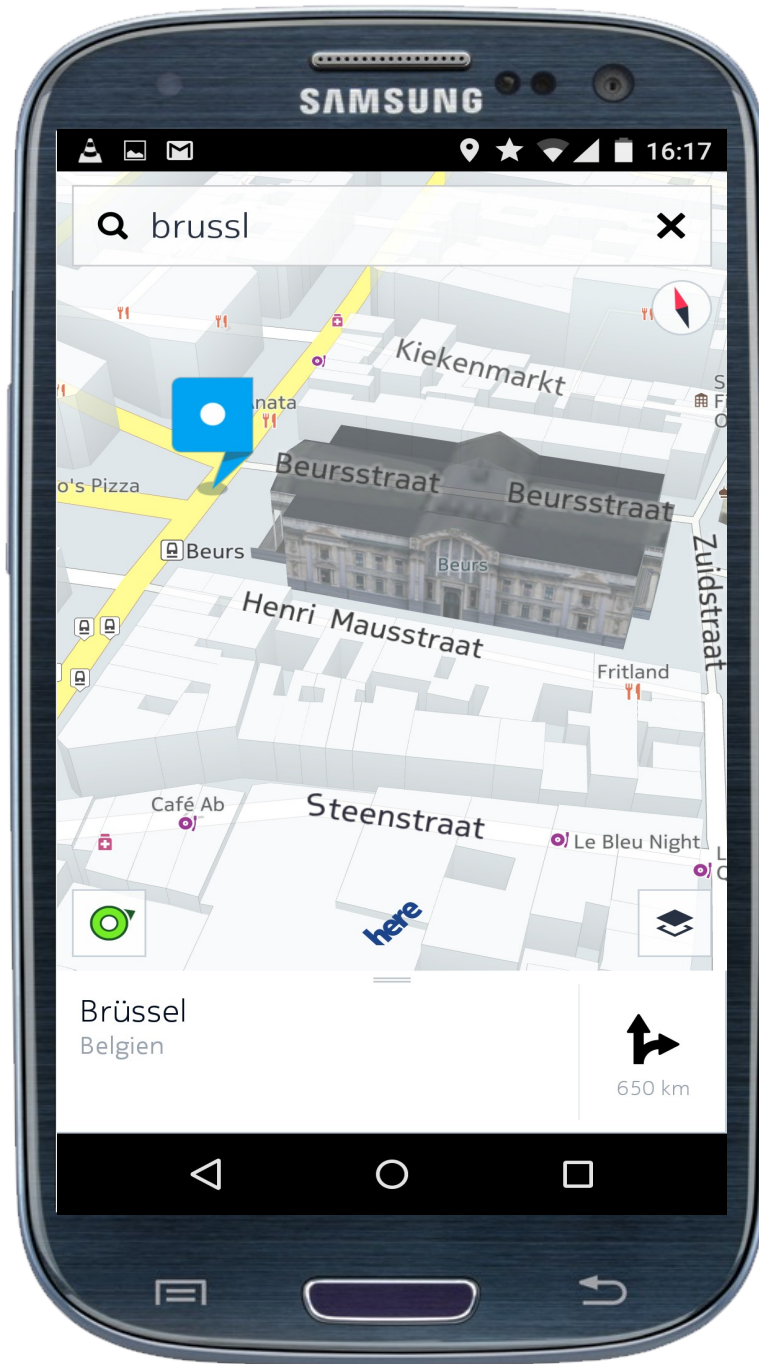 SAMSUNG
16:17
brussl
Kiekenmarkt
nata
o's Pizza
Beursstraat
Beursstraat
Beurs
Beurs
Zuidstraat
Henri Mausstraat
Fritland
Café Ab
Steenstraat
Le Bleu Night
here
Brüssel
Belgien
650 km